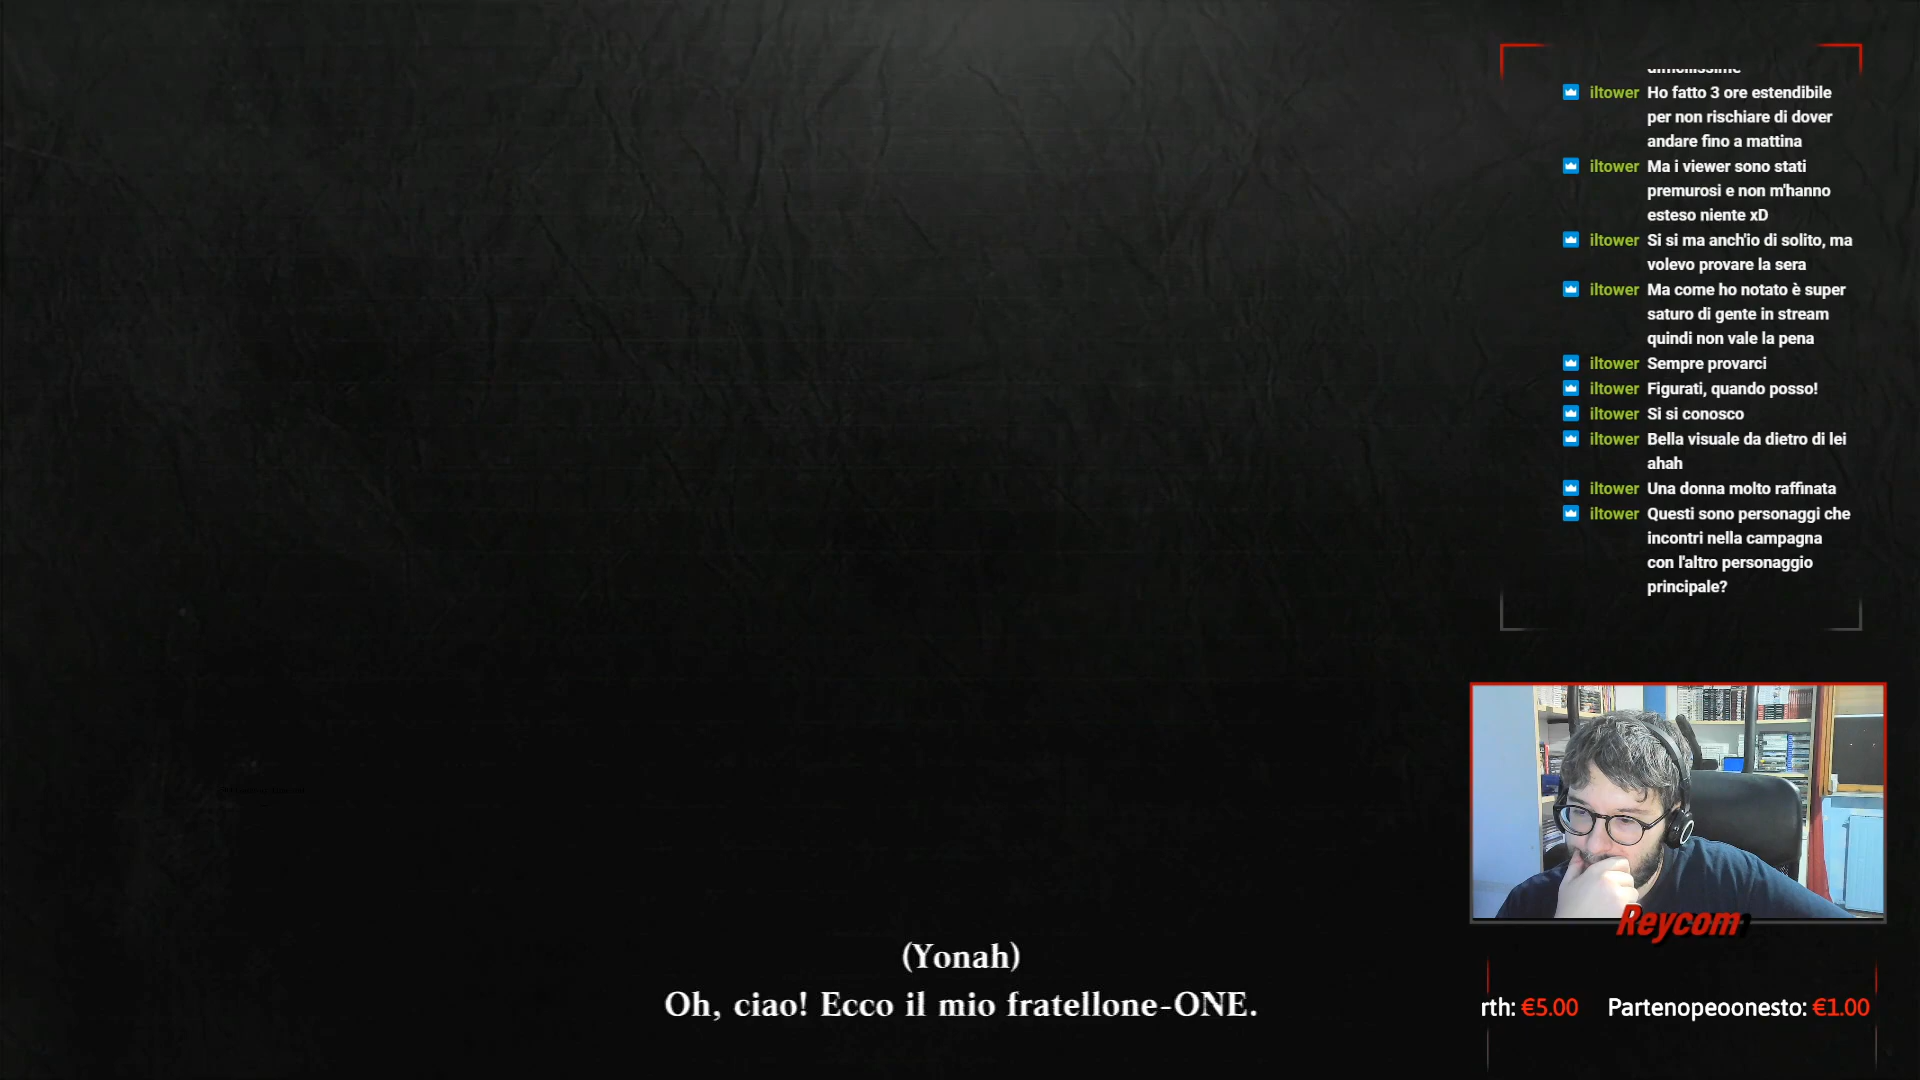 difficilissime
iltower Ho fatto 3 ore estendibile
per non rischiare di dover
andare fino a mattina
iltower Ma i viewer sono stati
premurosi e non m'hanno
esteso niente xD
iltower Si si ma anch'io di solito, ma
volevo provare la sera
iltower Ma come ho notato è super
saturo di gente in stream
quindi non vale la pena
iltower Sempre provarci
iltower Figurati, quando posso!
iltower Si si conosco
iltower Bella visuale da dietro di lei
ahah
iltower Una donna molto raffinata
iltower Questi sono personaggi che
incontri nella campagna
con l'altro personaggio
principale?
Reycom
(Yonah)
Oh, ciao! Ecco il mio fratellone-ONE.
rth: €5.00 Partenopeoonesto: €1.00